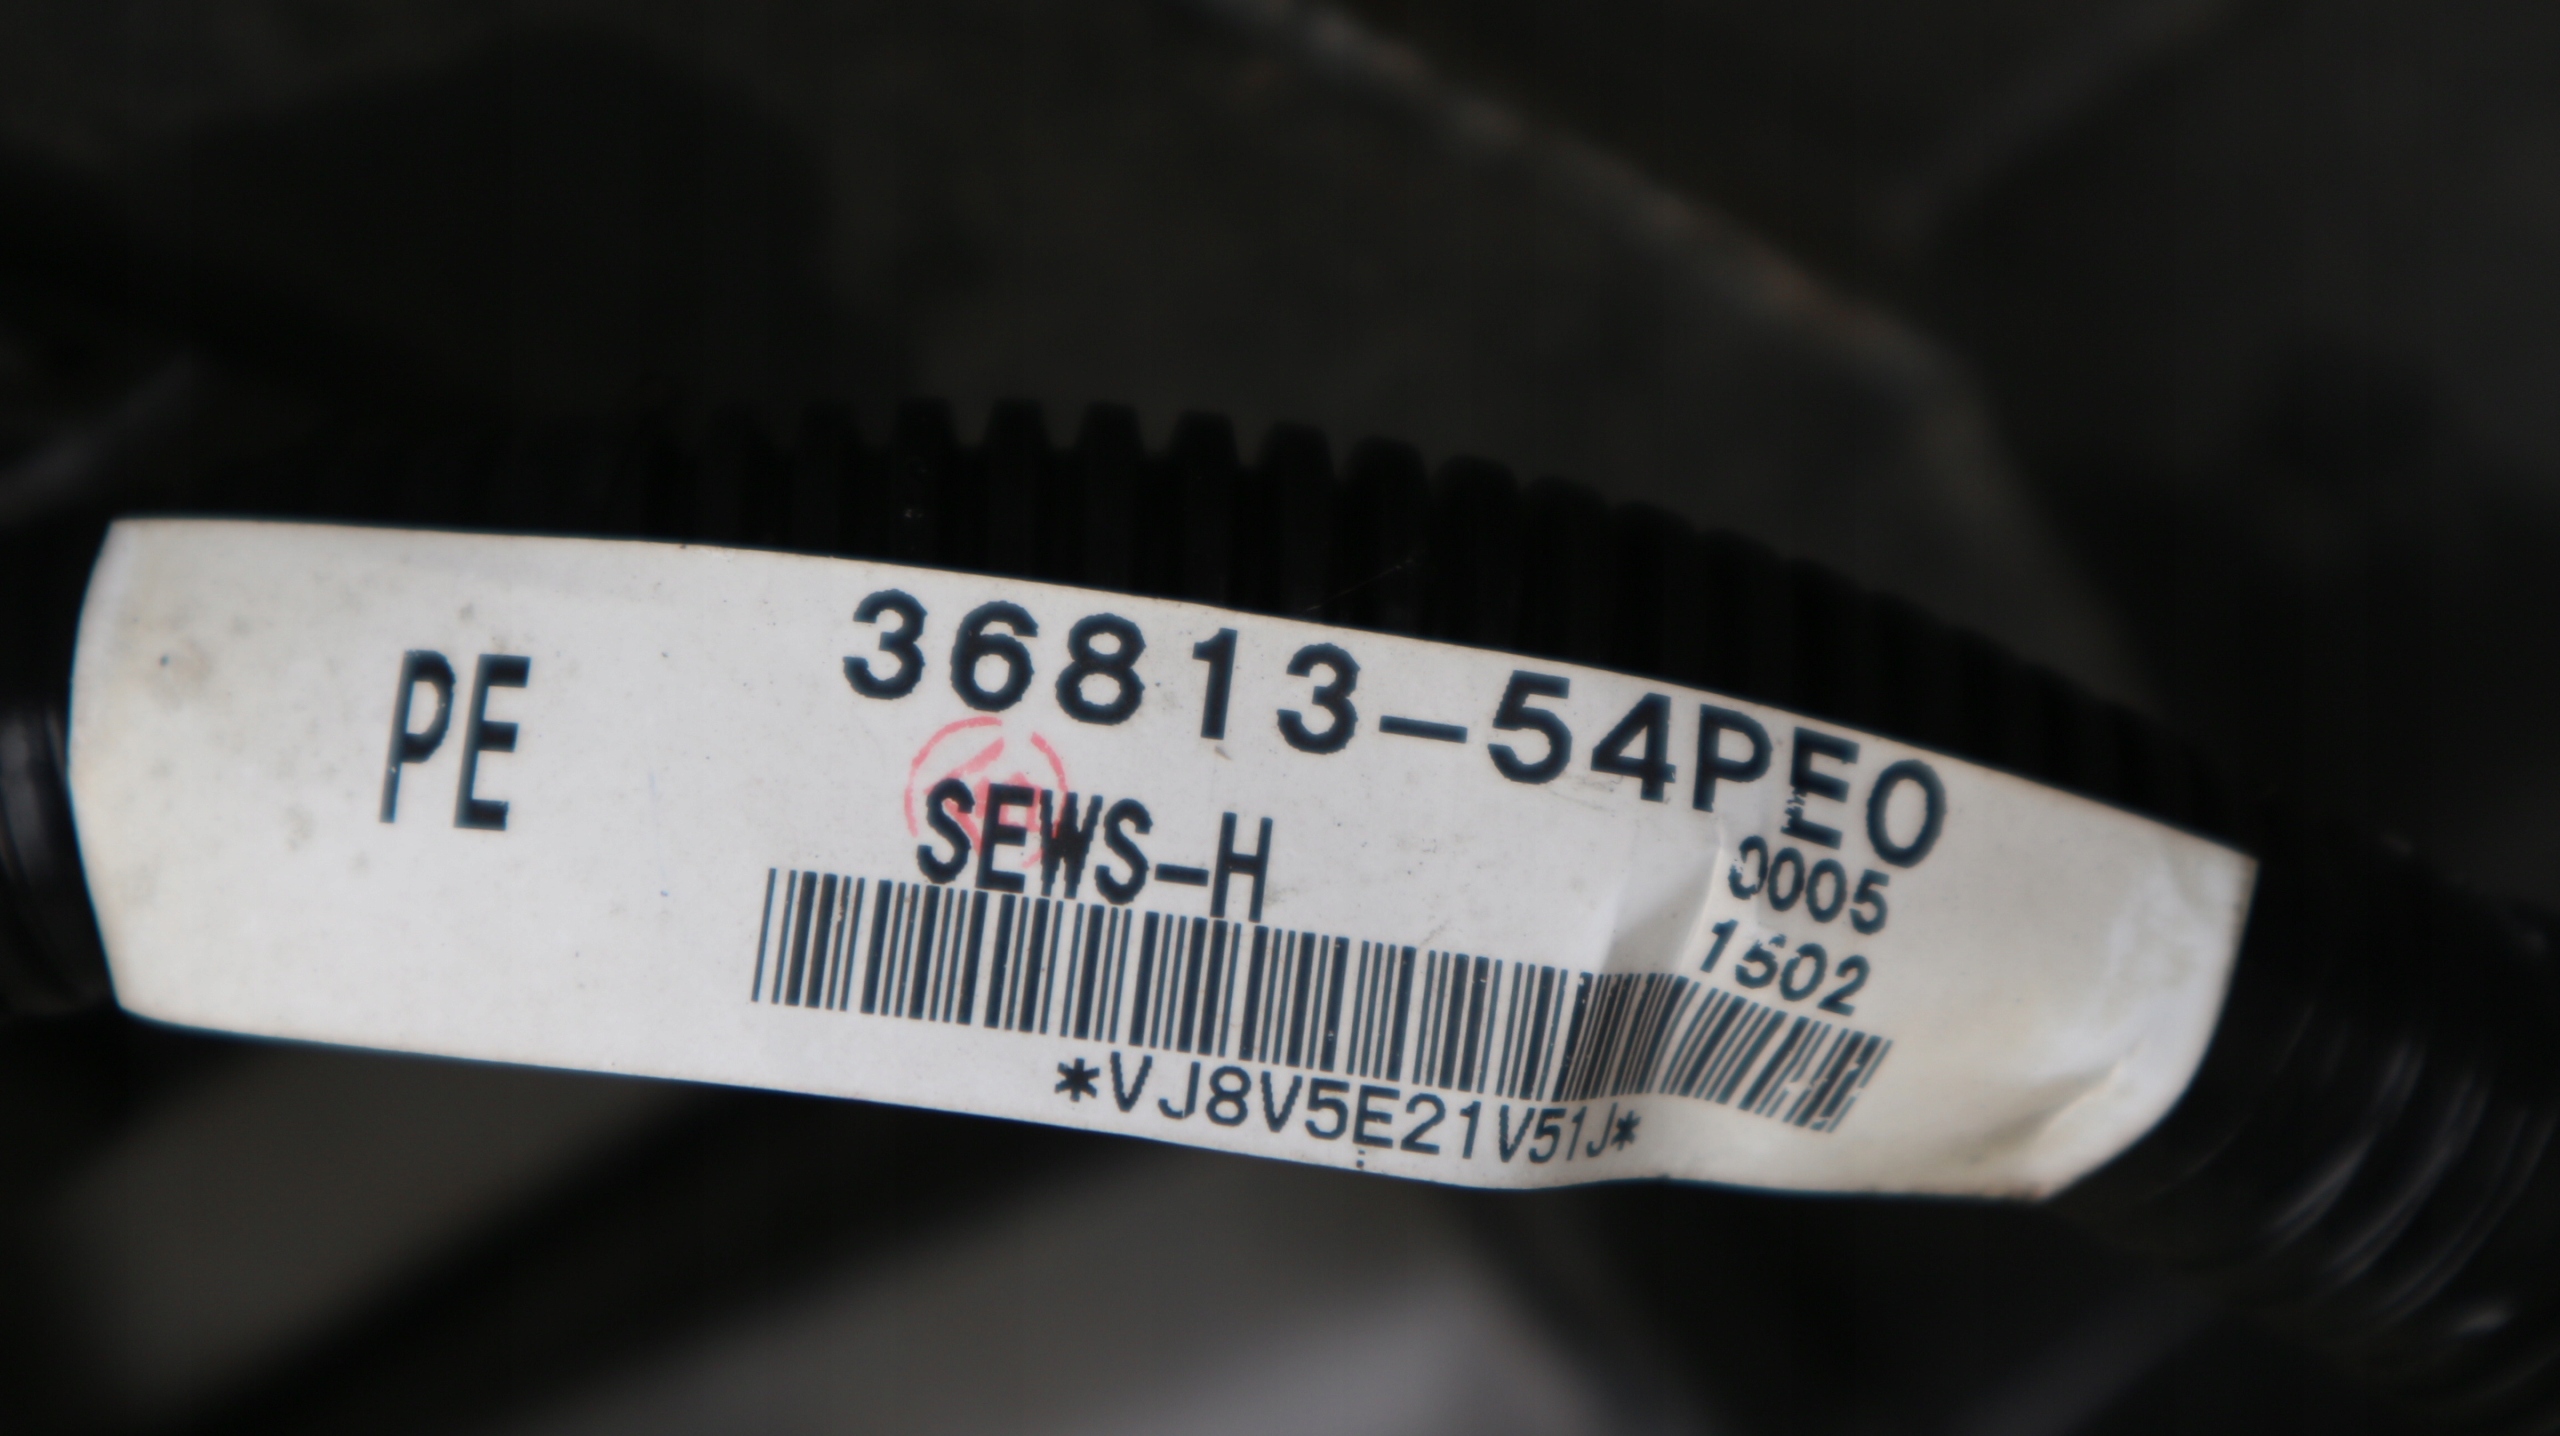 PE
36813-54PE0
SEWS-H
0005
1502
*VJ8V5E21V51J*